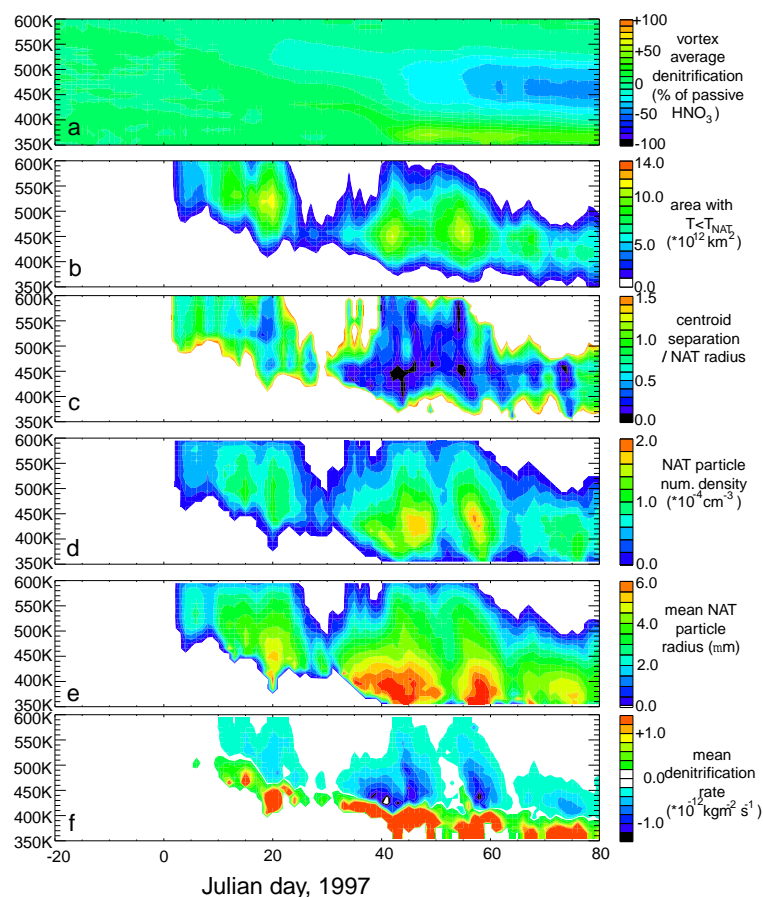 600K
550K
500K
450K
400K
350K
a
+100
+50
0
-50
-100
vortex
average
denitrification
(% of passive
HNO3)
600K
550K
500K
450K
400K
350K
b
14.0
10.0
5.0
0.0
area with
T<TNAT
(*10^12 km^2)
600K
550K
500K
450K
400K
350K
c
1.5
1.0
0.5
0.0
centroid
separation
/ NAT radius
600K
550K
500K
450K
400K
350K
d
2.0
1.0
0.0
NAT particle
num. density
(*10^-4 cm^-3)
600K
550K
500K
450K
400K
350K
e
6.0
4.0
2.0
0.0
mean NAT
particle
radius (mm)
600K
550K
500K
450K
400K
350K
f
+1.0
0.0
-1.0
mean
denitrification
rate
(*10^-12 kgm^-2 s^-1)
-20 0 20 40 60 80
Julian day, 1997